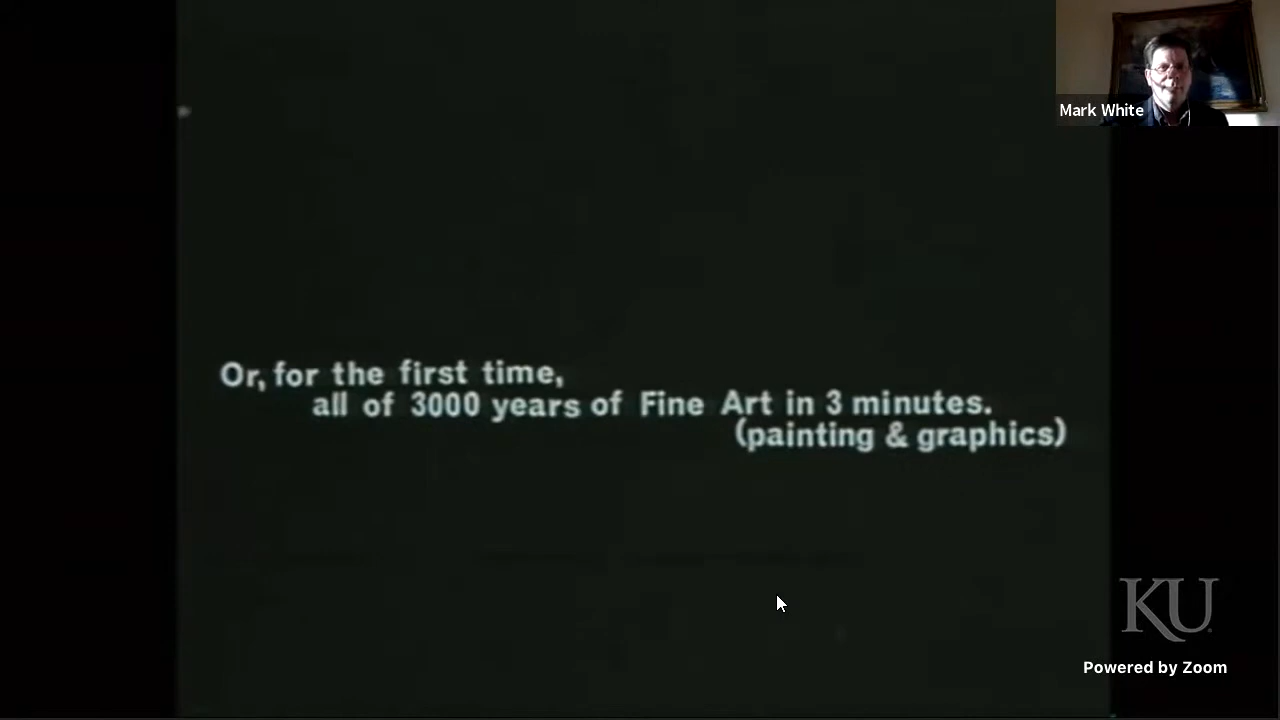 Mark White
Or, for the first time,
all of 3000 years of Fine Art in 3 minutes.
(painting & graphics)
KU
Powered by Zoom